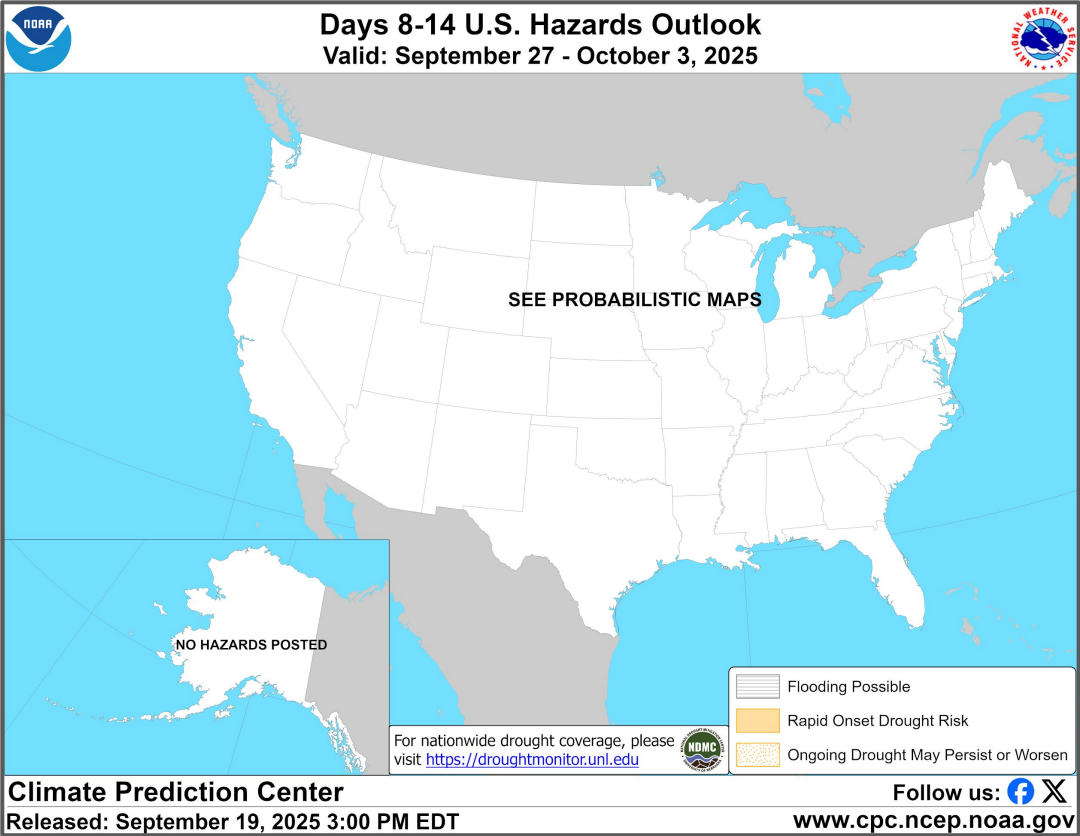 NOAA
Days 8-14 U.S. Hazards Outlook
Valid: September 27 - October 3, 2025
NATIONAL WEATHER SERVICE
SEE PROBABILISTIC MAPS
NO HAZARDS POSTED
Flooding Possible
Rapid Onset Drought Risk
Ongoing Drought May Persist or Worsen
For nationwide drought coverage, please
visit https://droughtmonitor.unl.edu
NDMC
Climate Prediction Center
Follow us:
Released: September 19, 2025 3:00 PM EDT
www.cpc.ncep.noaa.gov